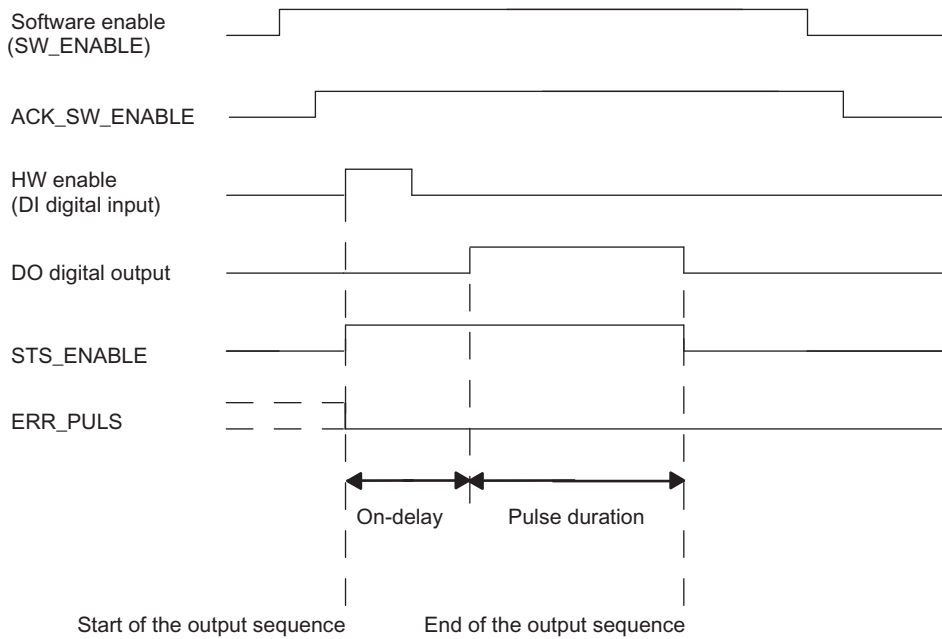 Software enable
(SW_ENABLE)
ACK_SW_ENABLE
HW enable
(DI digital input)
DO digital output
STS_ENABLE
ERR_PULS
On-delay
Pulse duration
Start of the output sequence
End of the output sequence